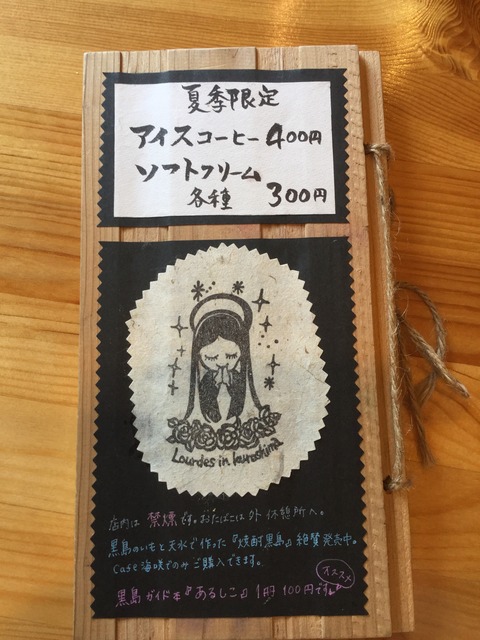 夏季限定
アイスコーヒー 400円
ソフトクリーム
各種 300円
Lourdes in kuroshima
店内は 禁煙です。おたばこは外 休憩所へ。
黒島のいもと天水で作った『焼酎黒島』絶賛発売中。
Case海咲でのみご購入できます。
オススメ
黒島ガイド本『あるしこ』1冊100円です